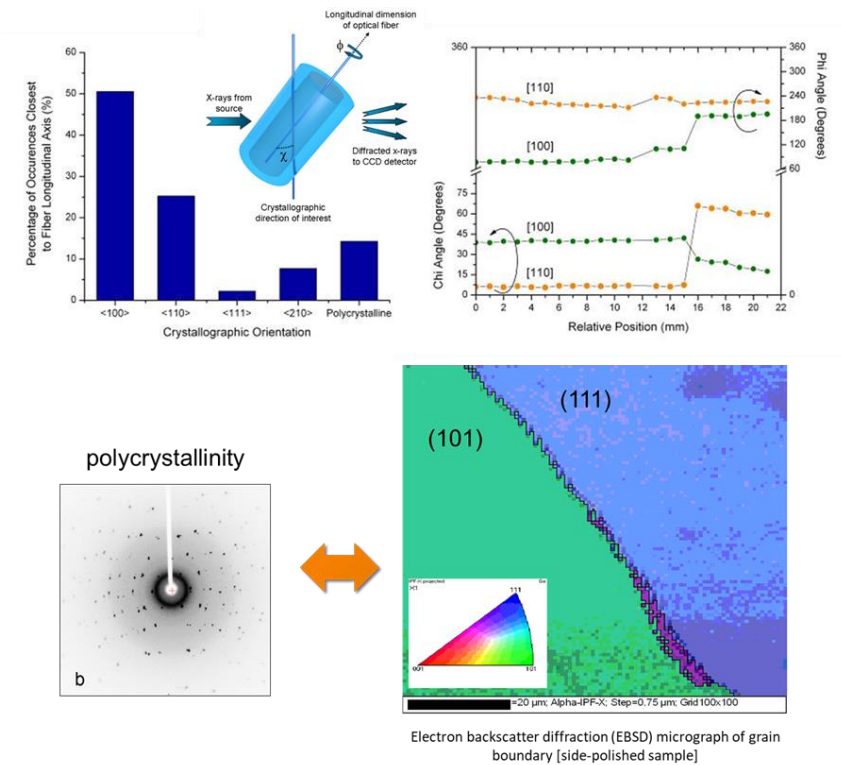 Longitudinal dimension
of optical fiber
ϕ
X-rays from
source
χ
Diffracted x-rays
to CCD detector
Crystallographic
direction of interest
Percentage of Occurences Closest
to Fiber Longitudinal Axis (%)
60
50
40
30
20
10
0
<100> <110> <111> <210> Polycrystalline
Crystallographic Orientation
360 360
300
240
180
120
60
[110]
[100]
Phi Angle (Degrees)
75
60
45
30
15
0 0
Chi Angle (Degrees)
[100]
[110]
0 2 4 6 8 10 12 14 16 18 20 22
Relative Position (mm)
polycrystallinity
b
(111)
(101)
111
001 101
=20 µm; Alpha-IPF-X; Step=0.75 µm; Grid100x100
Electron backscatter diffraction (EBSD) micrograph of grain
boundary [side-polished sample]